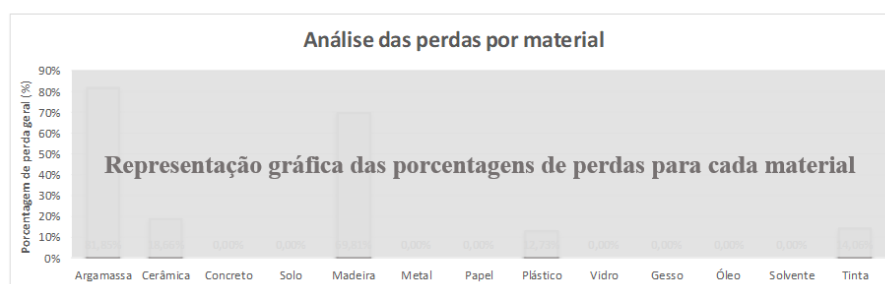 Análise das perdas por material
Porcentagem de perda geral (%)
90%
80%
70%
60%
50%
40%
30%
20%
10%
0%
Representação gráfica das porcentagens de perdas para cada material
0,00% 0,00% 0,00% 0,00% 0,00% 0,00% 0,00% 0,00%
Argamassa Cerâmica Concreto Solo Madeira Metal Papel Plástico Vidro Gesso Óleo Solvente Tinta